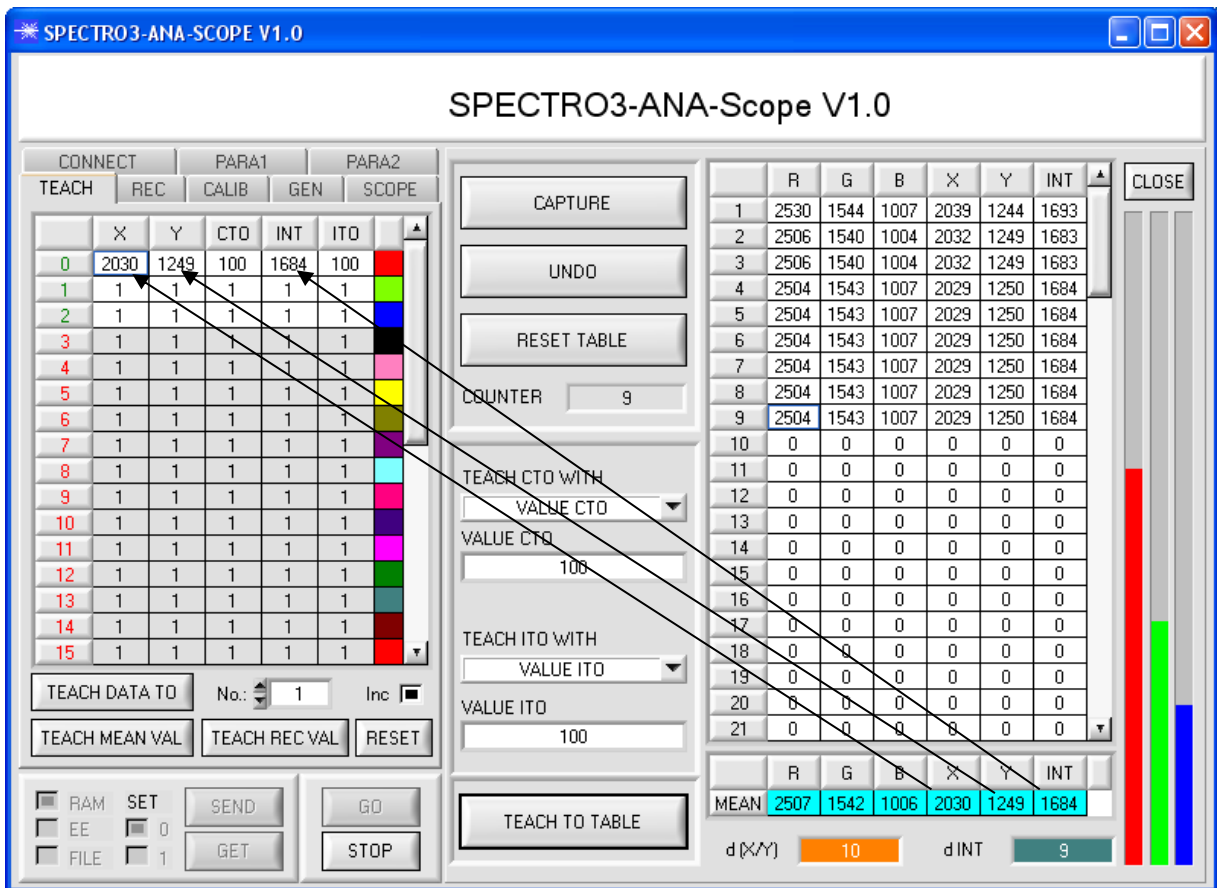 SPECTRO3-ANA-SCOPE V1.0
SPECTRO3-ANA-Scope V1.0
CONNECT PARA1 PARA2
TEACH REC CALIB GEN SCOPE
X Y CTO INT ITO
0 2030 1249 100 1684 100
1 1 1 1 1 1
2 1 1 1 1 1
3 1 1 1 1 1
4 1 1 1 1 1
5 1 1 1 1 1
6 1 1 1 1 1
7 1 1 1 1 1
8 1 1 1 1 1
9 1 1 1 1 1
10 1 1 1 1 1
11 1 1 1 1 1
12 1 1 1 1 1
13 1 1 1 1 1
14 1 1 1 1 1
15 1 1 1 1 1
TEACH DATA TO No.: 1 Inc
TEACH MEAN VAL TEACH REC VAL RESET
RAM SET SEND GO
EE 0
FILE 1 GET STOP
CAPTURE
UNDO
RESET TABLE
COUNTER 9
TEACH CTO WITH
VALUE CTO
VALUE CTO
100
TEACH ITO WITH
VALUE ITO
VALUE ITO
100
TEACH TO TABLE
R G B X Y INT
1 2530 1544 1007 2039 1244 1693
2 2506 1540 1004 2032 1249 1683
3 2506 1540 1004 2032 1249 1683
4 2504 1543 1007 2029 1250 1684
5 2504 1543 1007 2029 1250 1684
6 2504 1543 1007 2029 1250 1684
7 2504 1543 1007 2029 1250 1684
8 2504 1543 1007 2029 1250 1684
9 2504 1543 1007 2029 1250 1684
10 0 0 0 0 0 0
11 0 0 0 0 0 0
12 0 0 0 0 0 0
13 0 0 0 0 0 0
14 0 0 0 0 0 0
15 0 0 0 0 0 0
16 0 0 0 0 0 0
17 0 0 0 0 0 0
18 0 0 0 0 0 0
19 0 0 0 0 0 0
20 0 0 0 0 0 0
21 0 0 0 0 0 0
R G B X Y INT
MEAN 2507 1542 1006 2030 1249 1684
d (X/Y) 10 d INT 9
CLOSE